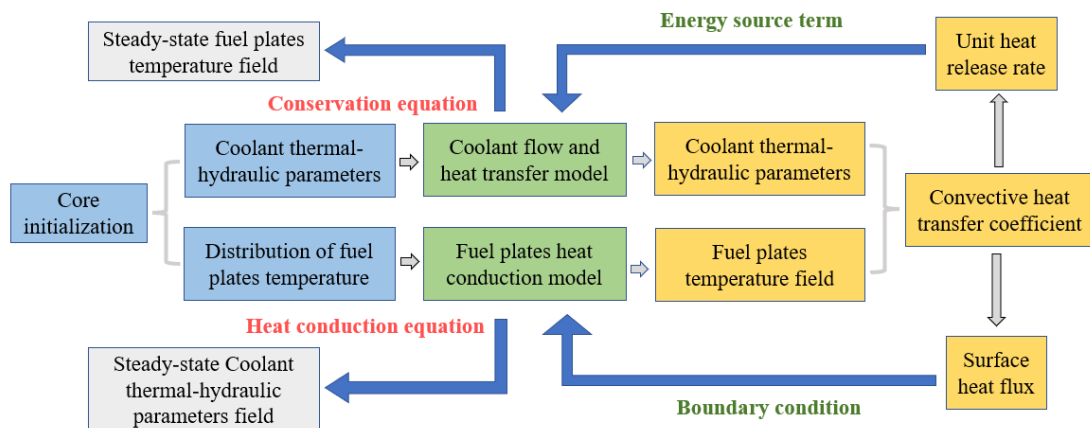 Steady-state fuel plates
temperature field
Energy source term
Unit heat
release rate
Conservation equation
Coolant thermal-
hydraulic parameters
Coolant flow and
heat transfer model
Coolant thermal-
hydraulic parameters
Core
initialization
Convective heat
transfer coefficient
Distribution of fuel
plates temperature
Fuel plates heat
conduction model
Fuel plates
temperature field
Heat conduction equation
Steady-state Coolant
thermal-hydraulic
parameters field
Surface
heat flux
Boundary condition